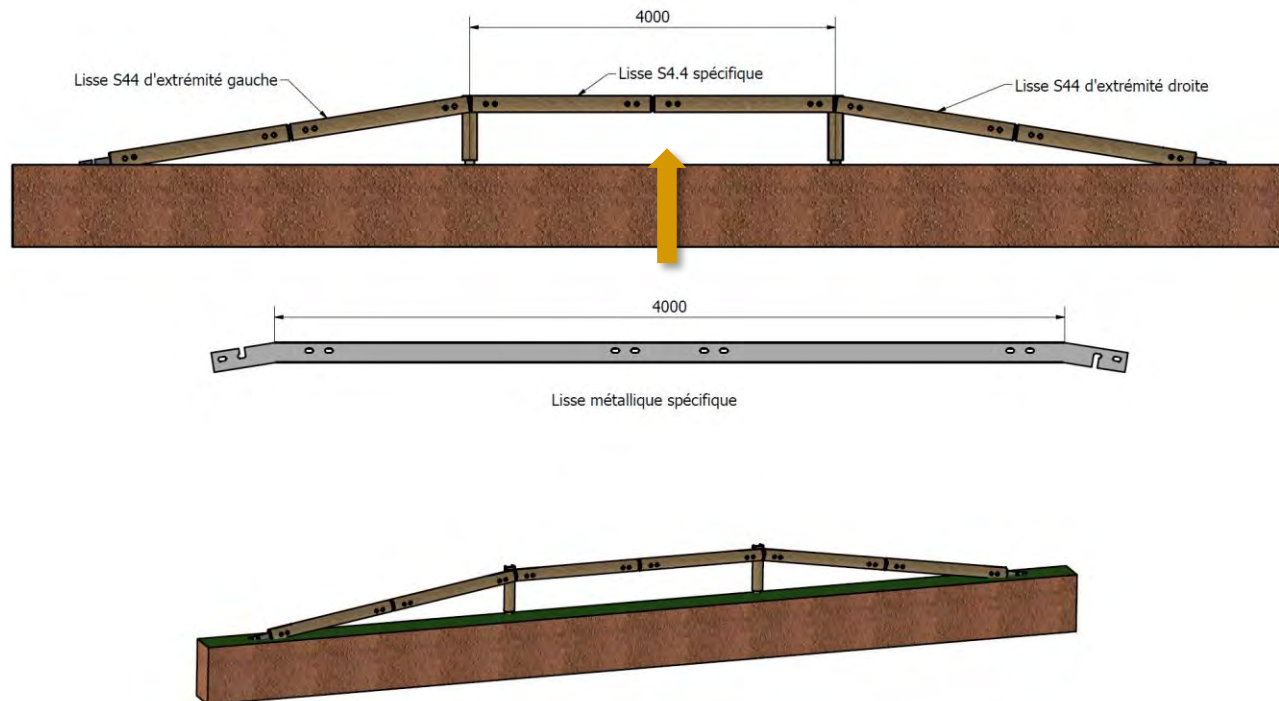 4000
Lisse S44 d'extrémité gauche
Lisse S4.4 spécifique
Lisse S44 d'extrémité droite
4000
Lisse métallique spécifique